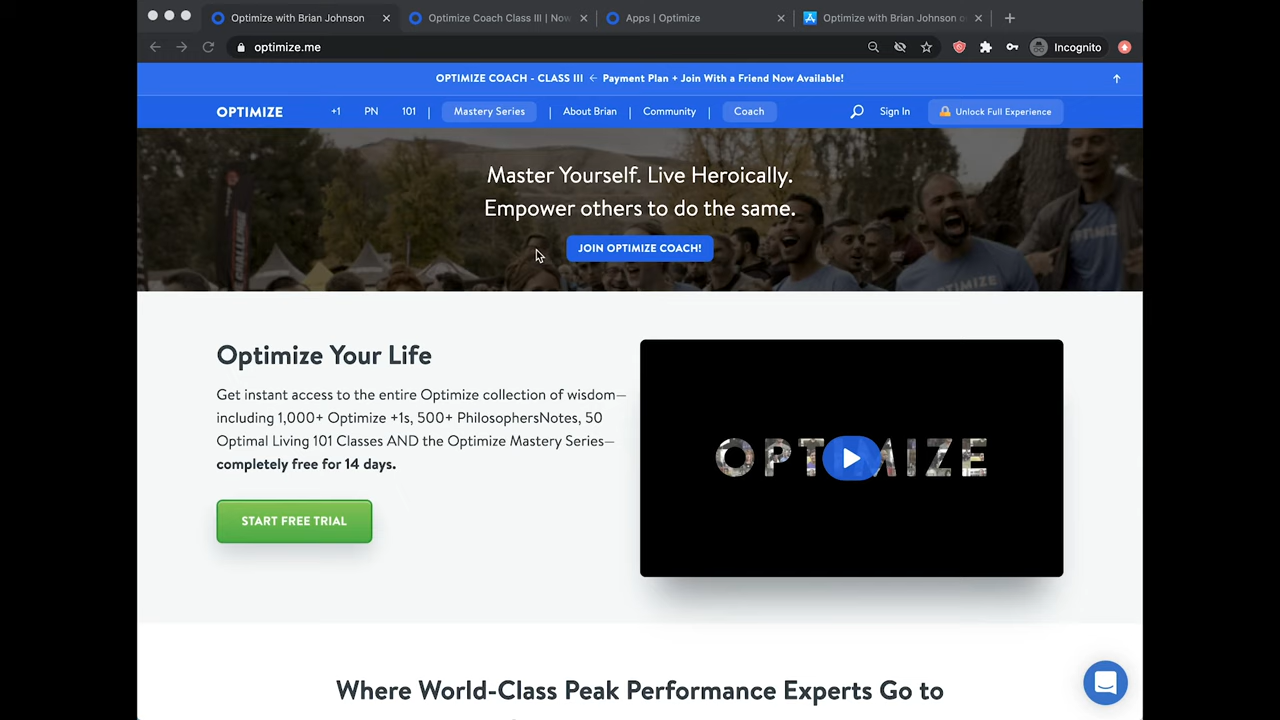 Optimize with Brian Johnson
Optimize Coach Class III | Now
Apps | Optimize
Optimize with Brian Johnson o
optimize.me
Incognito
OPTIMIZE COACH - CLASS III ← Payment Plan + Join With a Friend Now Available!
OPTIMIZE +1 PN 101 | Mastery Series | About Brian | Community | Coach Sign In Unlock Full Experience
Master Yourself. Live Heroically.
Empower others to do the same.
JOIN OPTIMIZE COACH!
OPTIMIZE
Optimize Your Life
Get instant access to the entire Optimize collection of wisdom—
including 1,000+ Optimize +1s, 500+ PhilosophersNotes, 50
Optimal Living 101 Classes AND the Optimize Mastery Series—
completely free for 14 days.
START FREE TRIAL
OPTIMIZE
Where World-Class Peak Performance Experts Go to